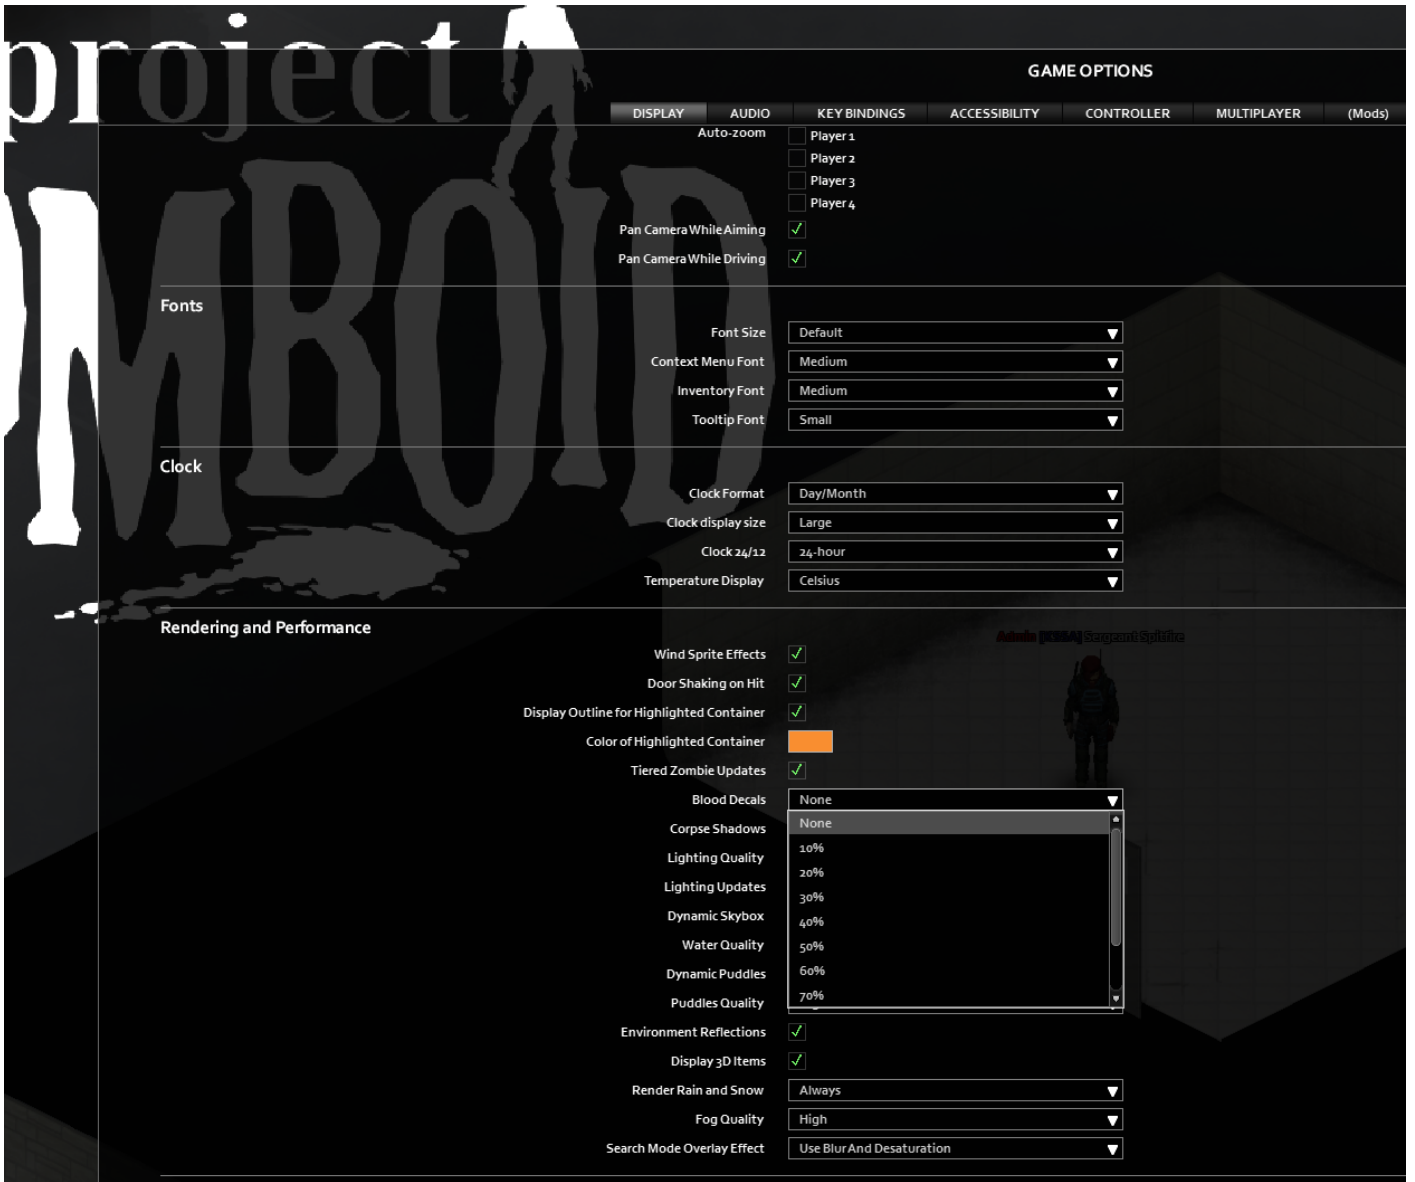 project
OMBOID
GAME OPTIONS
DISPLAY AUDIO KEY BINDINGS ACCESSIBILITY CONTROLLER MULTIPLAYER (Mods)
Auto-zoom Player 1
Player 2
Player 3
Player 4
Pan Camera While Aiming
Pan Camera While Driving
Fonts
Font Size Default
Context Menu Font Medium
Inventory Font Medium
Tooltip Font Small
Clock
Clock Format Day/Month
Clock display size Large
Clock 24/12 24-hour
Temperature Display Celsius
Rendering and Performance
Admin Sergeant Spitfire
Wind Sprite Effects
Door Shaking on Hit
Display Outline for Highlighted Container
Color of Highlighted Container
Tiered Zombie Updates
Blood Decals None
None
Corpse Shadows
10%
Lighting Quality
20%
Lighting Updates
30%
Dynamic Skybox
40%
Water Quality
50%
Dynamic Puddles
60%
Puddles Quality
70%
Environment Reflections
Display 3D Items
Render Rain and Snow Always
Fog Quality High
Search Mode Overlay Effect Use Blur And Desaturation